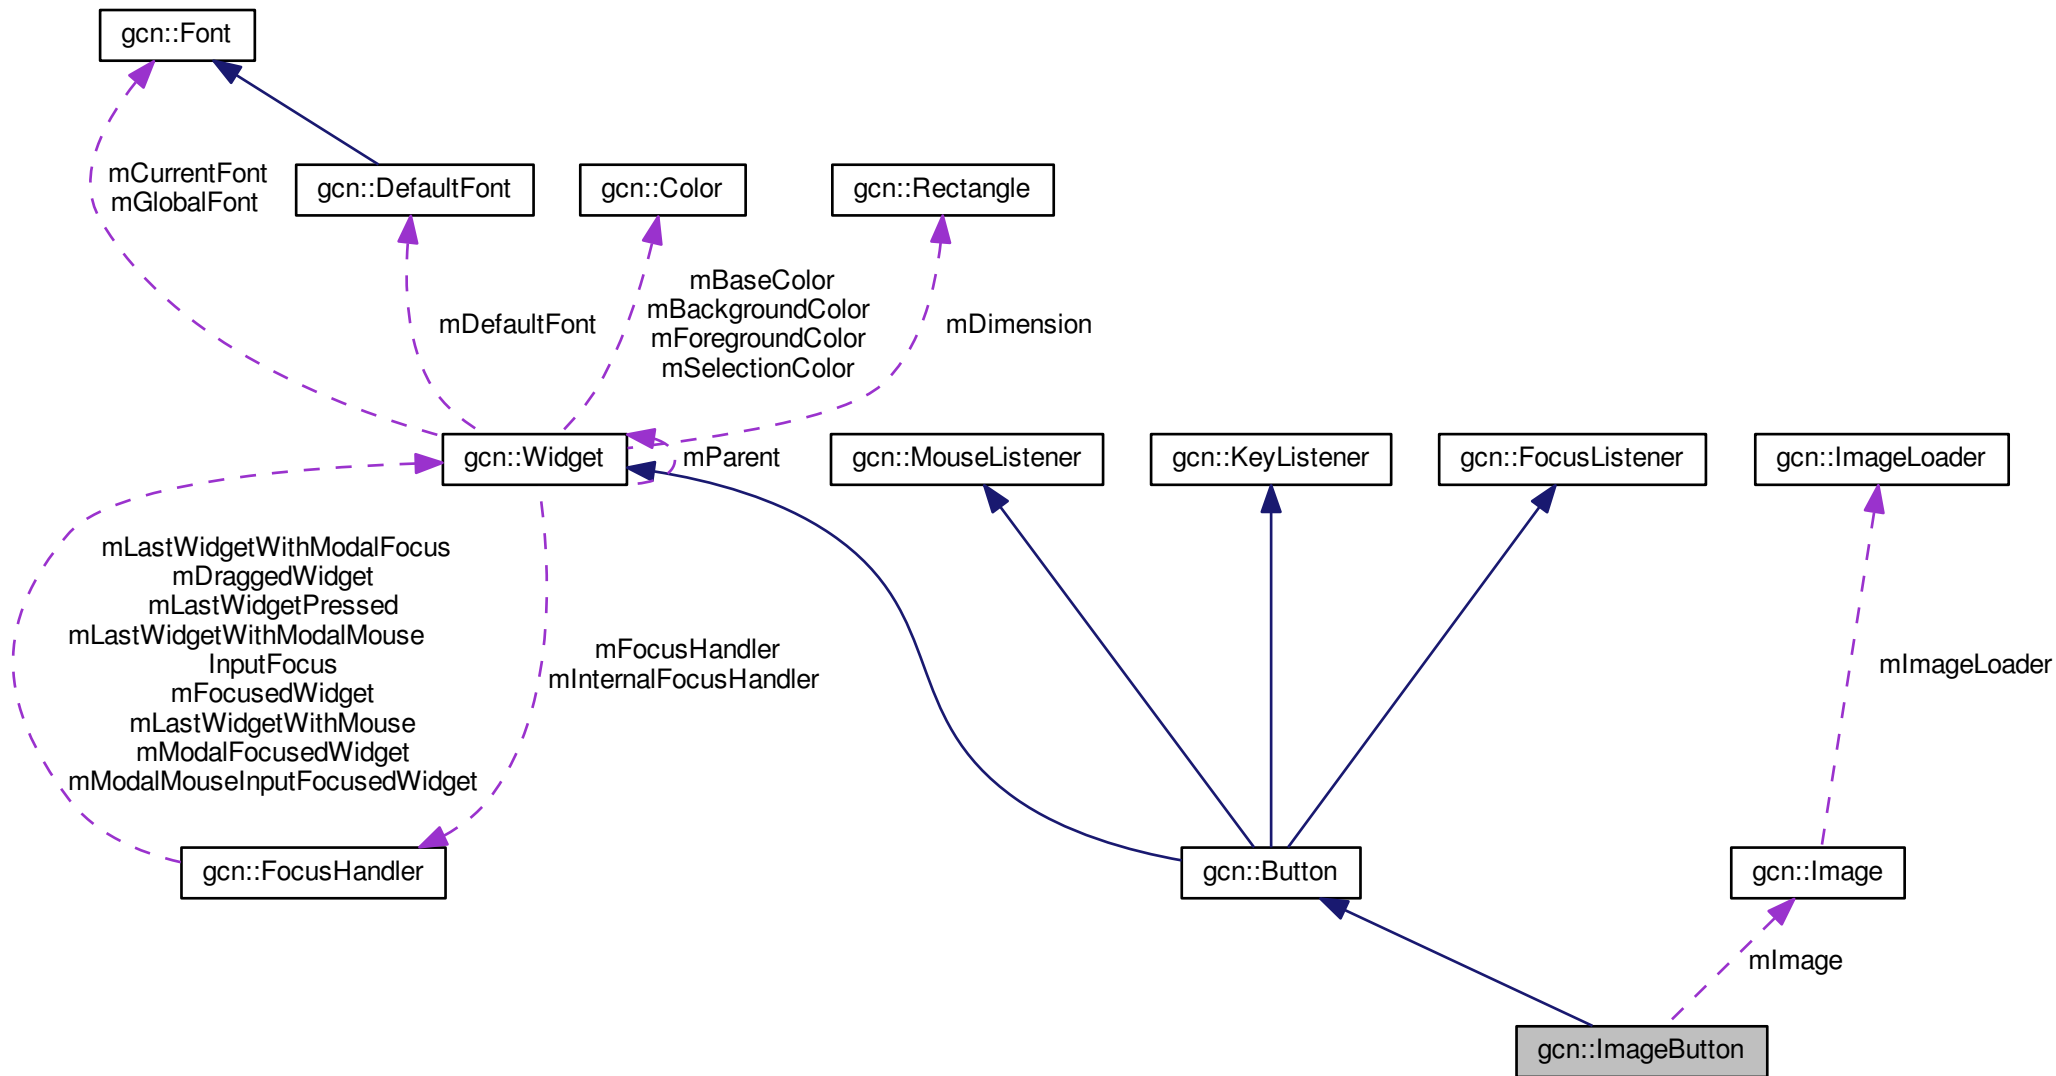 gcn::Font
mCurrentFont
mGlobalFont
gcn::DefaultFont
gcn::Color
gcn::Rectangle
mDefaultFont
mBaseColor
mBackgroundColor
mForegroundColor
mSelectionColor
mDimension
gcn::Widget
mParent
gcn::MouseListener
gcn::KeyListener
gcn::FocusListener
gcn::ImageLoader
mLastWidgetWithModalFocus
mDraggedWidget
mLastWidgetPressed
mLastWidgetWithModalMouse
InputFocus
mFocusedWidget
mLastWidgetWithMouse
mModalFocusedWidget
mModalMouseInputFocusedWidget
mFocusHandler
mInternalFocusHandler
mImageLoader
gcn::FocusHandler
gcn::Button
gcn::Image
mImage
gcn::ImageButton